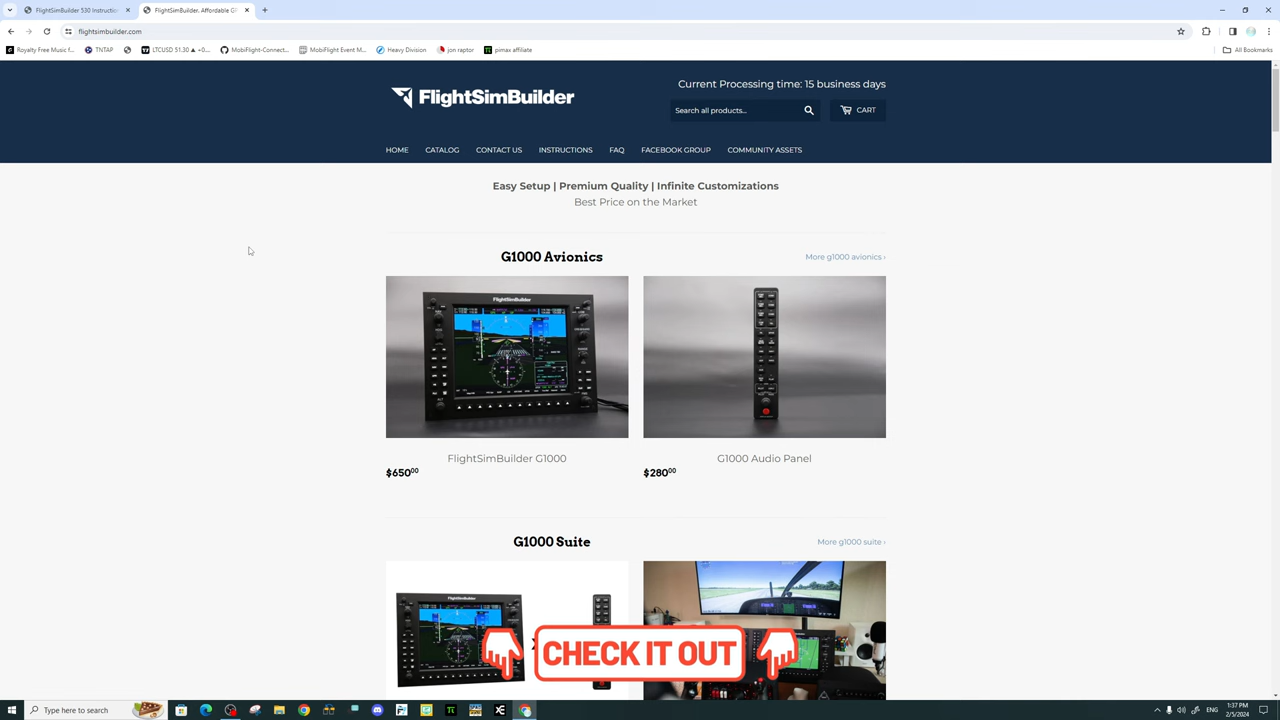 FlightSimBuilder 530 Instructi
FlightSimBuilder. Affordable G
flightsimbuilder.com
Royalty Free Music f...
TNTAP
LTCUSD 51.30 ▲ +0...
MobiFlight-Connect...
MobiFlight Event M...
Heavy Division
jon raptor
pimax affiliate
All Bookmarks
FlightSimBuilder
Current Processing time: 15 business days
Search all products...
CART
HOME
CATALOG
CONTACT US
INSTRUCTIONS
FAQ
FACEBOOK GROUP
COMMUNITY ASSETS
Easy Setup | Premium Quality | Infinite Customizations
Best Price on the Market
G1000 Avionics
More g1000 avionics ›
FlightSimBuilder
FlightSimBuilder G1000
$650.00
G1000 Audio Panel
$280.00
G1000 Suite
More g1000 suite ›
FlightSimBuilder
CHECK IT OUT
Type here to search
ENG
1:37 PM
2/5/2024